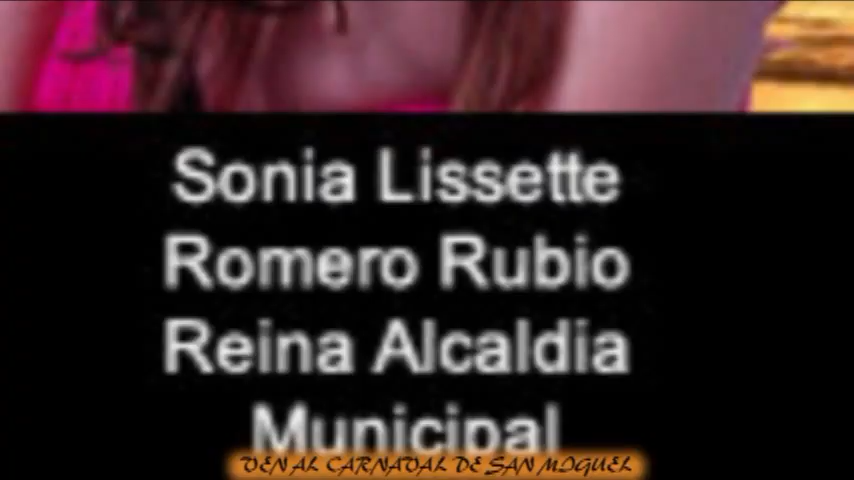 Sonia Lissette
Romero Rubio
Reina Alcaldia
Municipal
VEN AL CARNAVAL DE SAN MIGUEL